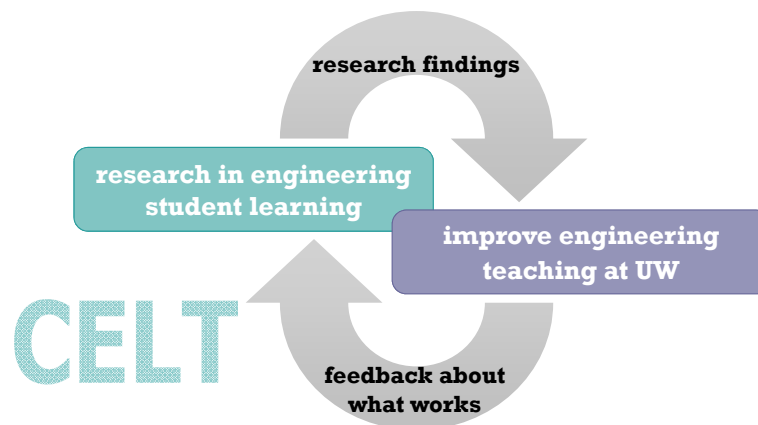 research findings
research in engineering
student learning
improve engineering
teaching at UW
CELT
feedback about
what works